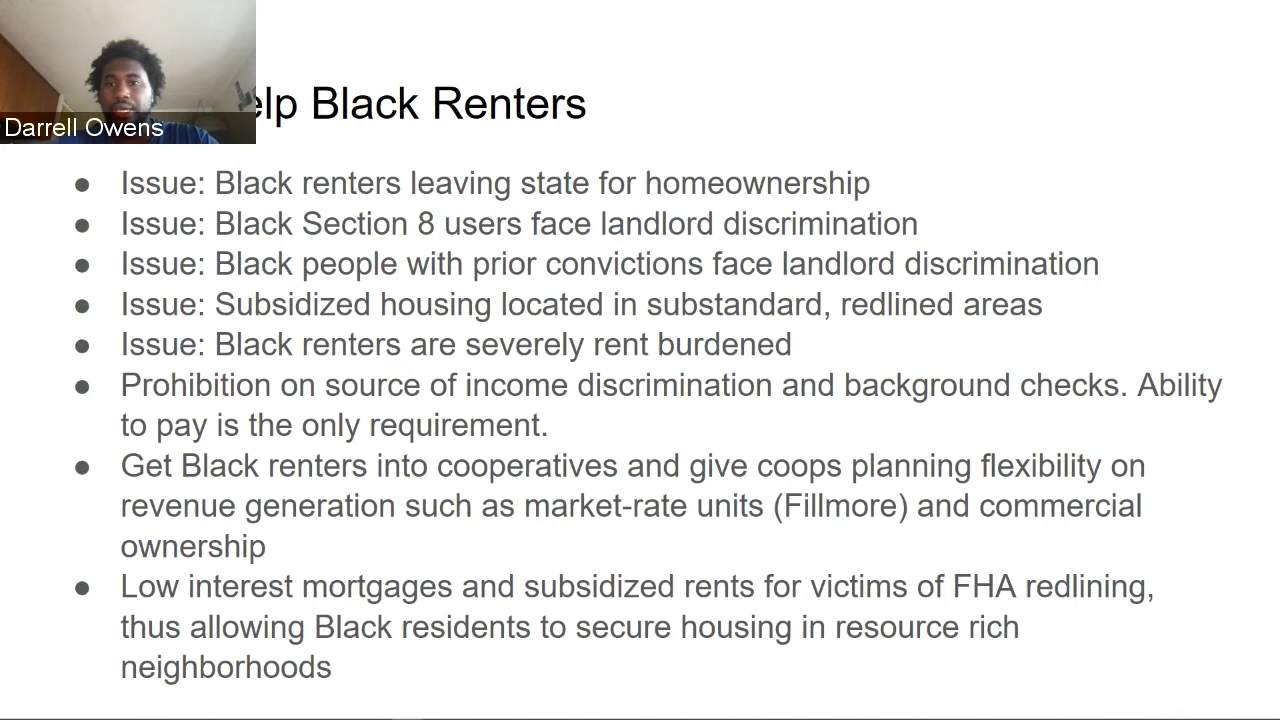 Darrell Owens
elp Black Renters
● Issue: Black renters leaving state for homeownership
● Issue: Black Section 8 users face landlord discrimination
● Issue: Black people with prior convictions face landlord discrimination
● Issue: Subsidized housing located in substandard, redlined areas
● Issue: Black renters are severely rent burdened
● Prohibition on source of income discrimination and background checks. Ability
to pay is the only requirement.
● Get Black renters into cooperatives and give coops planning flexibility on
revenue generation such as market-rate units (Fillmore) and commercial
ownership
● Low interest mortgages and subsidized rents for victims of FHA redlining,
thus allowing Black residents to secure housing in resource rich
neighborhoods